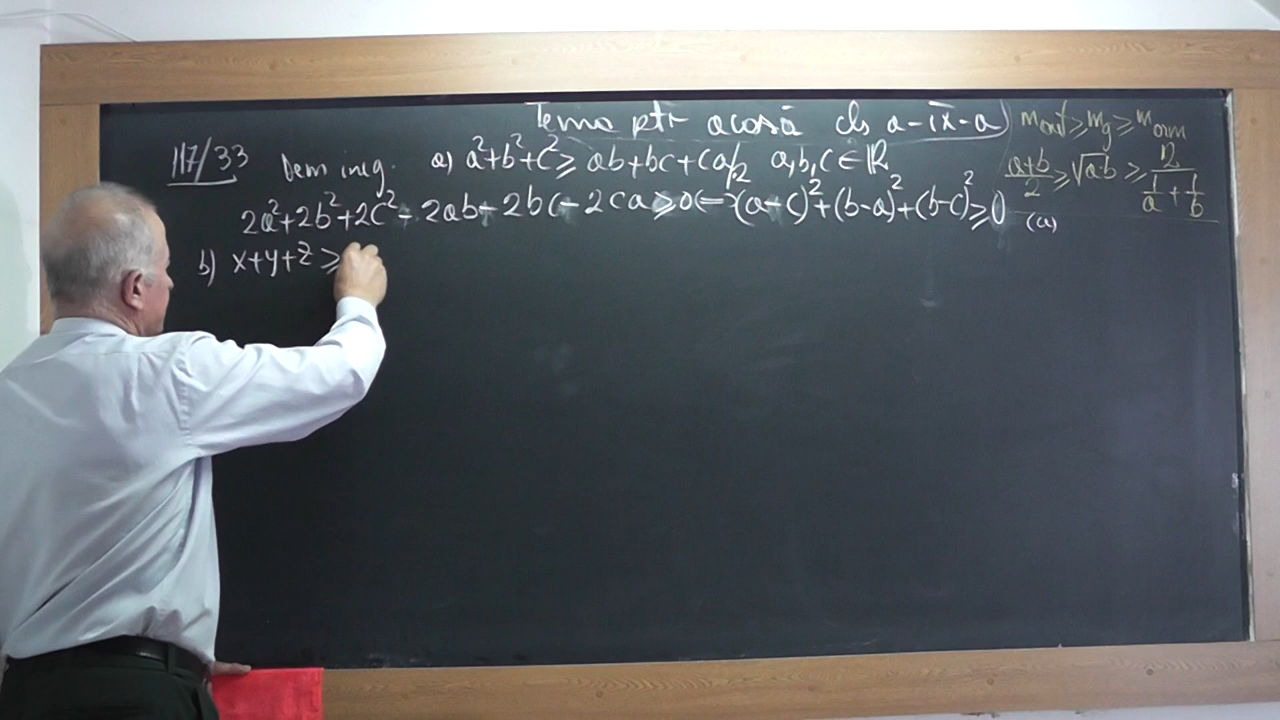 Tema ptr acasă cls a-IX-a
117/33 Dem ineg. a) a²+b²+c² ≥ ab+bc+ca/·2 a,b,c ∈ ℝ
2a²+2b²+2c²-2ab-2bc-2ca ≥ 0 <=> (a-c)²+(b-a)²+(b-c)² ≥ 0 (a)
b) x+y+z ≥
m_arit ≥ m_g ≥ m_arm
(a+b)/2 ≥ √(a·b) ≥ 2/(1/a + 1/b)